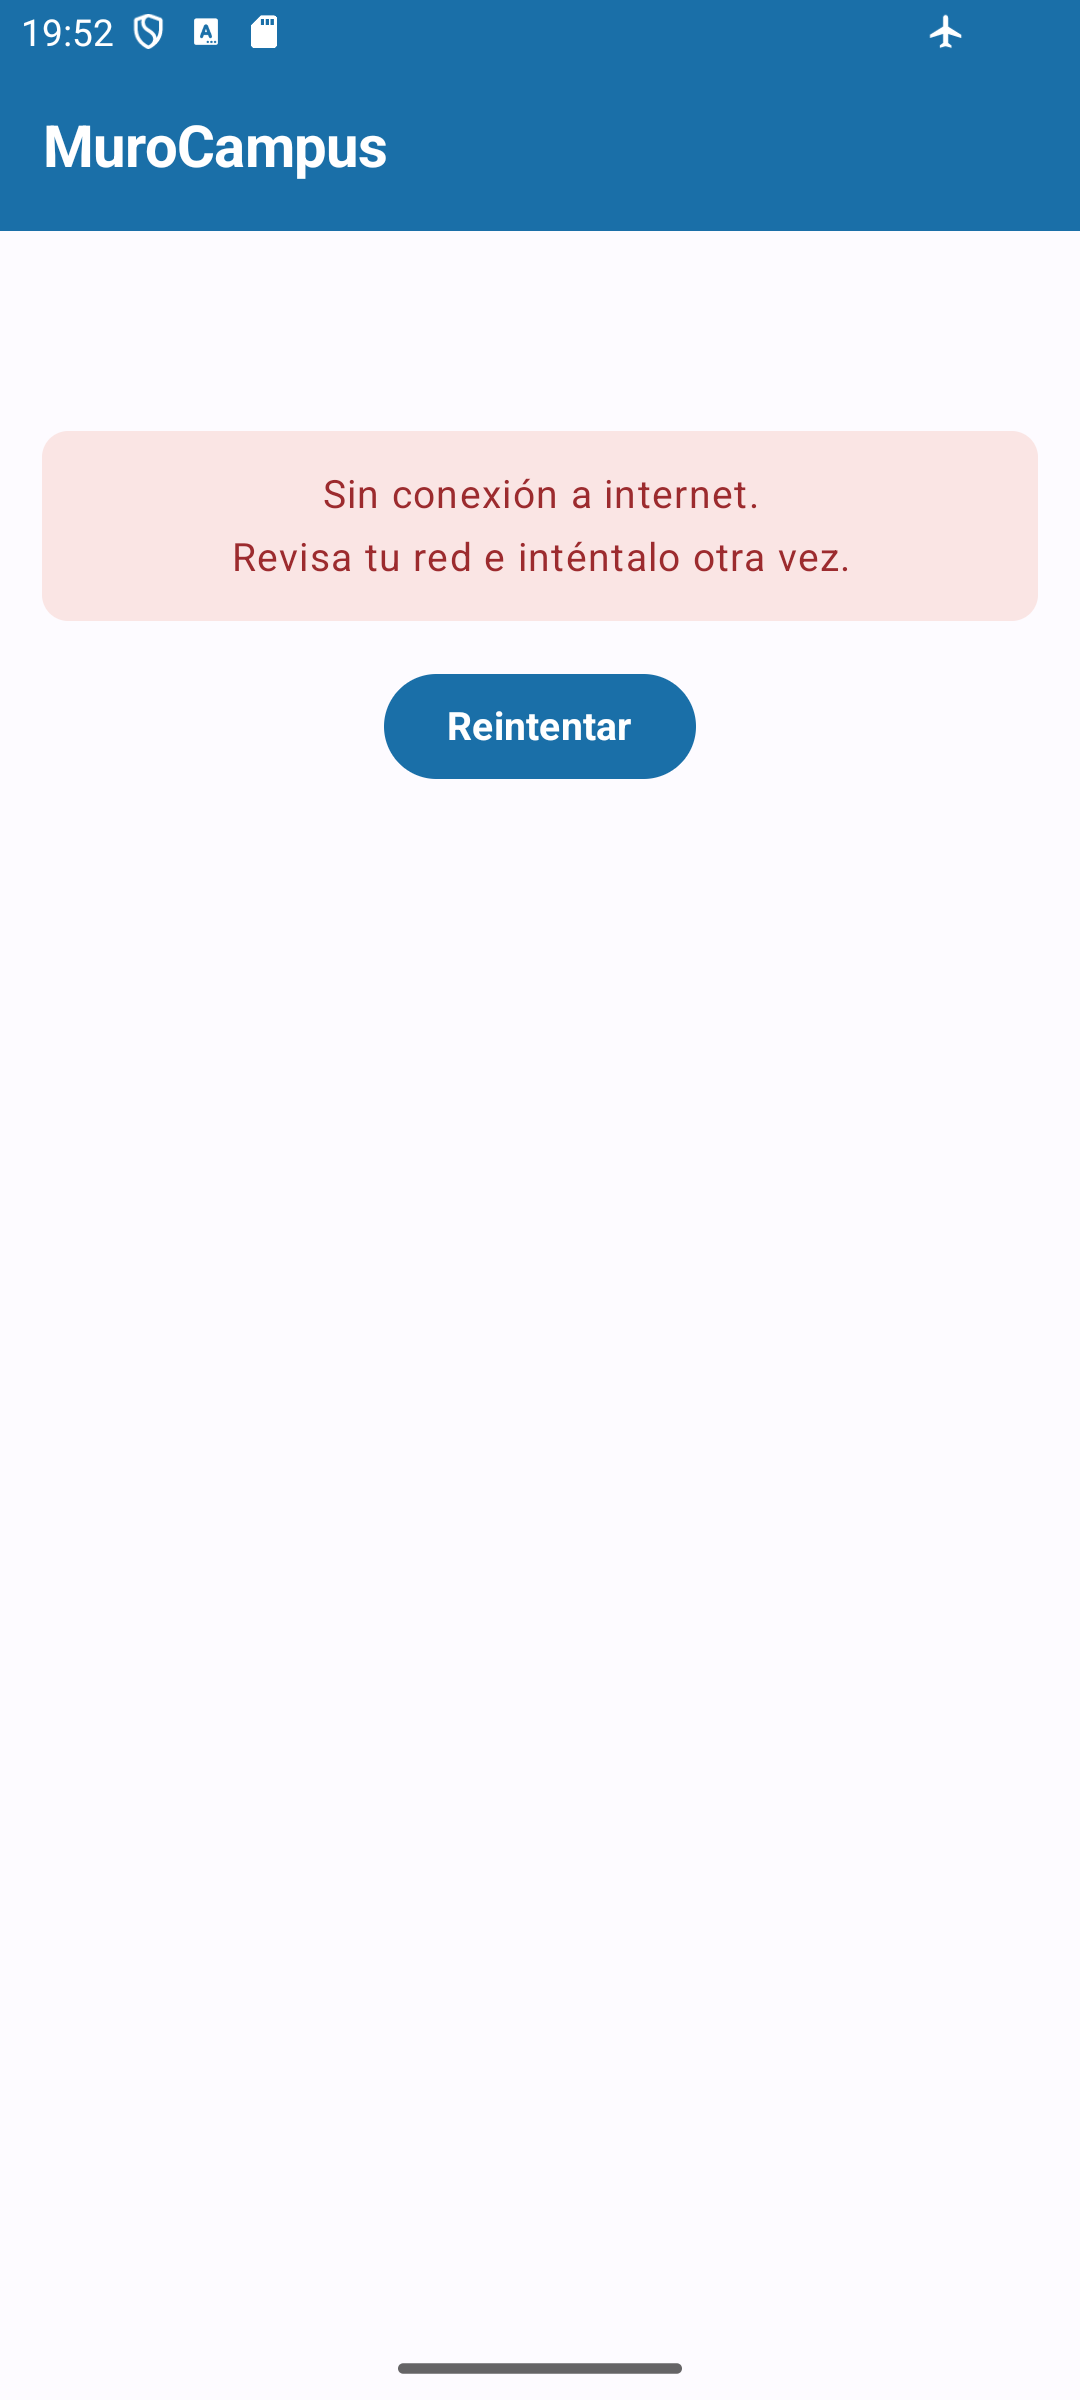 19:52
MuroCampus
Sin conexión a internet.
Revisa tu red e inténtalo otra vez.
Reintentar